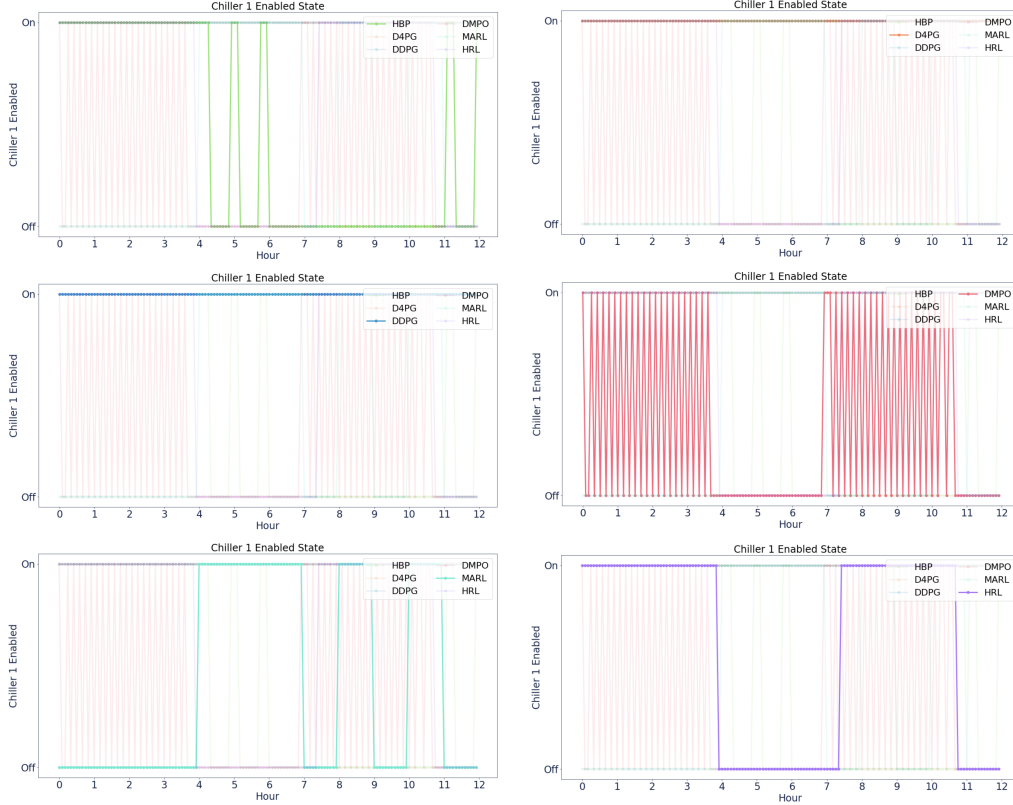 Chiller 1 Enabled State
Chiller 1 Enabled
On
Off
HBP DMPO
D4PG MARL
DDPG HRL
0 1 2 3 4 5 6 7 8 9 10 11 12
Hour
Chiller 1 Enabled State
Chiller 1 Enabled
On
Off
HBP DMPO
D4PG MARL
DDPG HRL
0 1 2 3 4 5 6 7 8 9 10 11 12
Hour
Chiller 1 Enabled State
Chiller 1 Enabled
On
Off
HBP DMPO
D4PG MARL
DDPG HRL
0 1 2 3 4 5 6 7 8 9 10 11 12
Hour
Chiller 1 Enabled State
Chiller 1 Enabled
On
Off
HBP DMPO
D4PG MARL
DDPG HRL
0 1 2 3 4 5 6 7 8 9 10 11 12
Hour
Chiller 1 Enabled State
Chiller 1 Enabled
On
Off
HBP DMPO
D4PG MARL
DDPG HRL
0 1 2 3 4 5 6 7 8 9 10 11 12
Hour
Chiller 1 Enabled State
Chiller 1 Enabled
On
Off
HBP DMPO
D4PG MARL
DDPG HRL
0 1 2 3 4 5 6 7 8 9 10 11 12
Hour